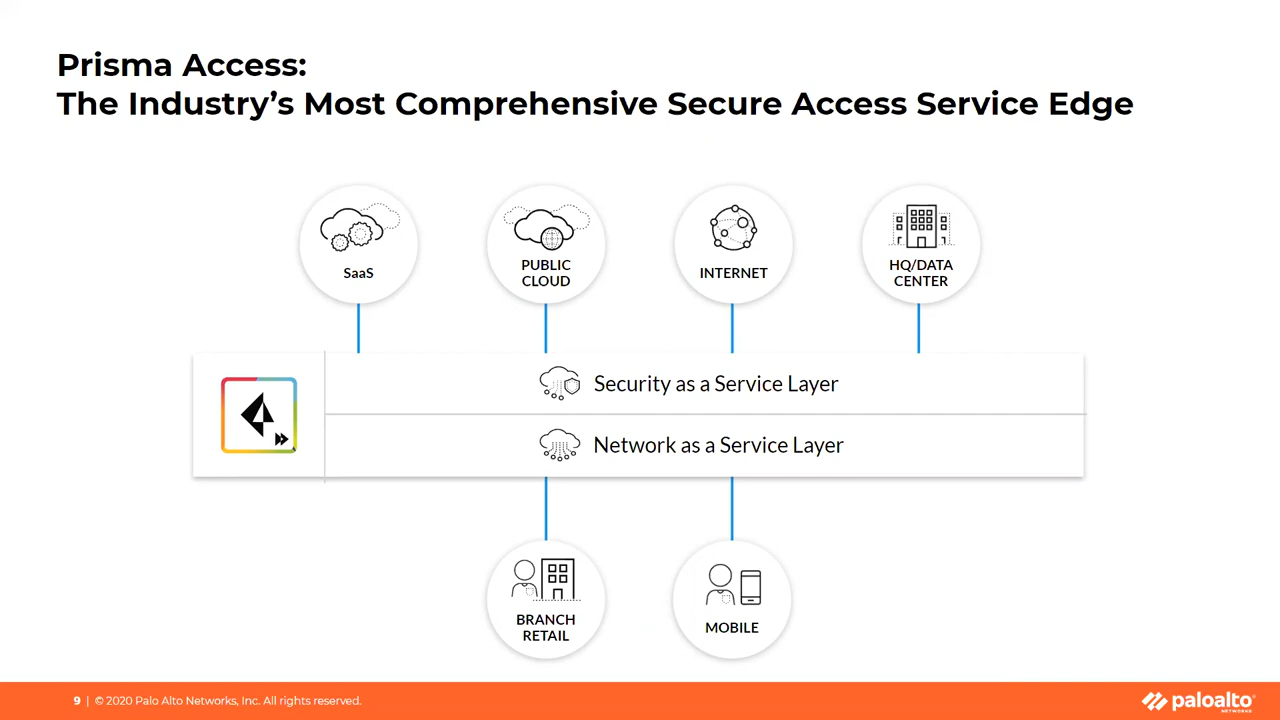 Prisma Access:
The Industry’s Most Comprehensive Secure Access Service Edge
SaaS
PUBLIC
CLOUD
INTERNET
HQ/DATA
CENTER
Security as a Service Layer
Network as a Service Layer
BRANCH
RETAIL
MOBILE
9 | © 2020 Palo Alto Networks, Inc. All rights reserved.
paloalto®
NETWORKS